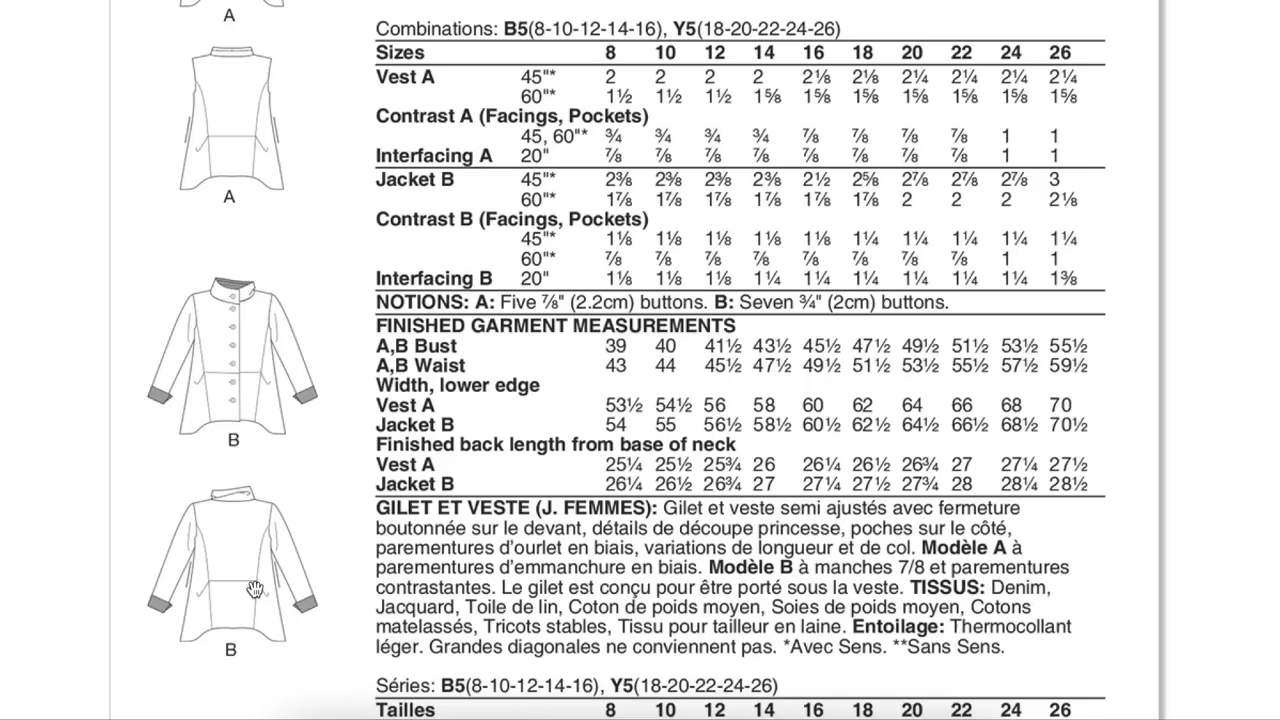 A
Combinations: B5(8-10-12-14-16), Y5(18-20-22-24-26)
Sizes 8 10 12 14 16 18 20 22 24 26
Vest A 45"* 2 2 2 2 2⅛ 2⅛ 2¼ 2¼ 2¼ 2¼
60"* 1½ 1½ 1½ 1⅝ 1⅝ 1⅝ 1⅝ 1⅝ 1⅝ 1⅝
Contrast A (Facings, Pockets)
45, 60"* ¾ ¾ ¾ ¾ ⅞ ⅞ ⅞ ⅞ 1 1
Interfacing A 20" ⅞ ⅞ ⅞ ⅞ ⅞ ⅞ ⅞ ⅞ 1 1
Jacket B 45"* 2⅜ 2⅜ 2⅜ 2⅜ 2½ 2⅝ 2⅞ 2⅞ 2⅞ 3
A
60"* 1⅞ 1⅞ 1⅞ 1⅞ 1⅞ 1⅞ 2 2 2 2⅛
Contrast B (Facings, Pockets)
45"* 1⅛ 1⅛ 1⅛ 1⅛ 1⅛ 1¼ 1¼ 1¼ 1¼ 1¼
60"* ⅞ ⅞ ⅞ ⅞ ⅞ ⅞ ⅞ ⅞ 1 1
Interfacing B 20" 1⅛ 1⅛ 1⅛ 1¼ 1¼ 1¼ 1¼ 1¼ 1¼ 1⅜
NOTIONS: A: Five ⅞" (2.2cm) buttons. B: Seven ¾" (2cm) buttons.
FINISHED GARMENT MEASUREMENTS
A,B Bust 39 40 41½ 43½ 45½ 47½ 49½ 51½ 53½ 55½
A,B Waist 43 44 45½ 47½ 49½ 51½ 53½ 55½ 57½ 59½
Width, lower edge
Vest A 53½ 54½ 56 58 60 62 64 66 68 70
Jacket B 54 55 56½ 58½ 60½ 62½ 64½ 66½ 68½ 70½
B
Finished back length from base of neck
Vest A 25¼ 25½ 25¾ 26 26¼ 26½ 26¾ 27 27¼ 27½
Jacket B 26¼ 26½ 26¾ 27 27¼ 27½ 27¾ 28 28¼ 28½
GILET ET VESTE (J. FEMMES): Gilet et veste semi ajustés avec fermeture
boutonnée sur le devant, détails de découpe princesse, poches sur le côté,
parementures d'ourlet en biais, variations de longueur et de col. Modèle A à
parementures d'emmanchure en biais. Modèle B à manches 7/8 et parementures
contrastantes. Le gilet est conçu pour être porté sous la veste. TISSUS: Denim,
Jacquard, Toile de lin, Coton de poids moyen, Soies de poids moyen, Cotons
matelassés, Tricots stables, Tissu pour tailleur en laine. Entoilage: Thermocollant
léger. Grandes diagonales ne conviennent pas. *Avec Sens. **Sans Sens.
B
Séries: B5(8-10-12-14-16), Y5(18-20-22-24-26)
Tailles 8 10 12 14 16 18 20 22 24 26